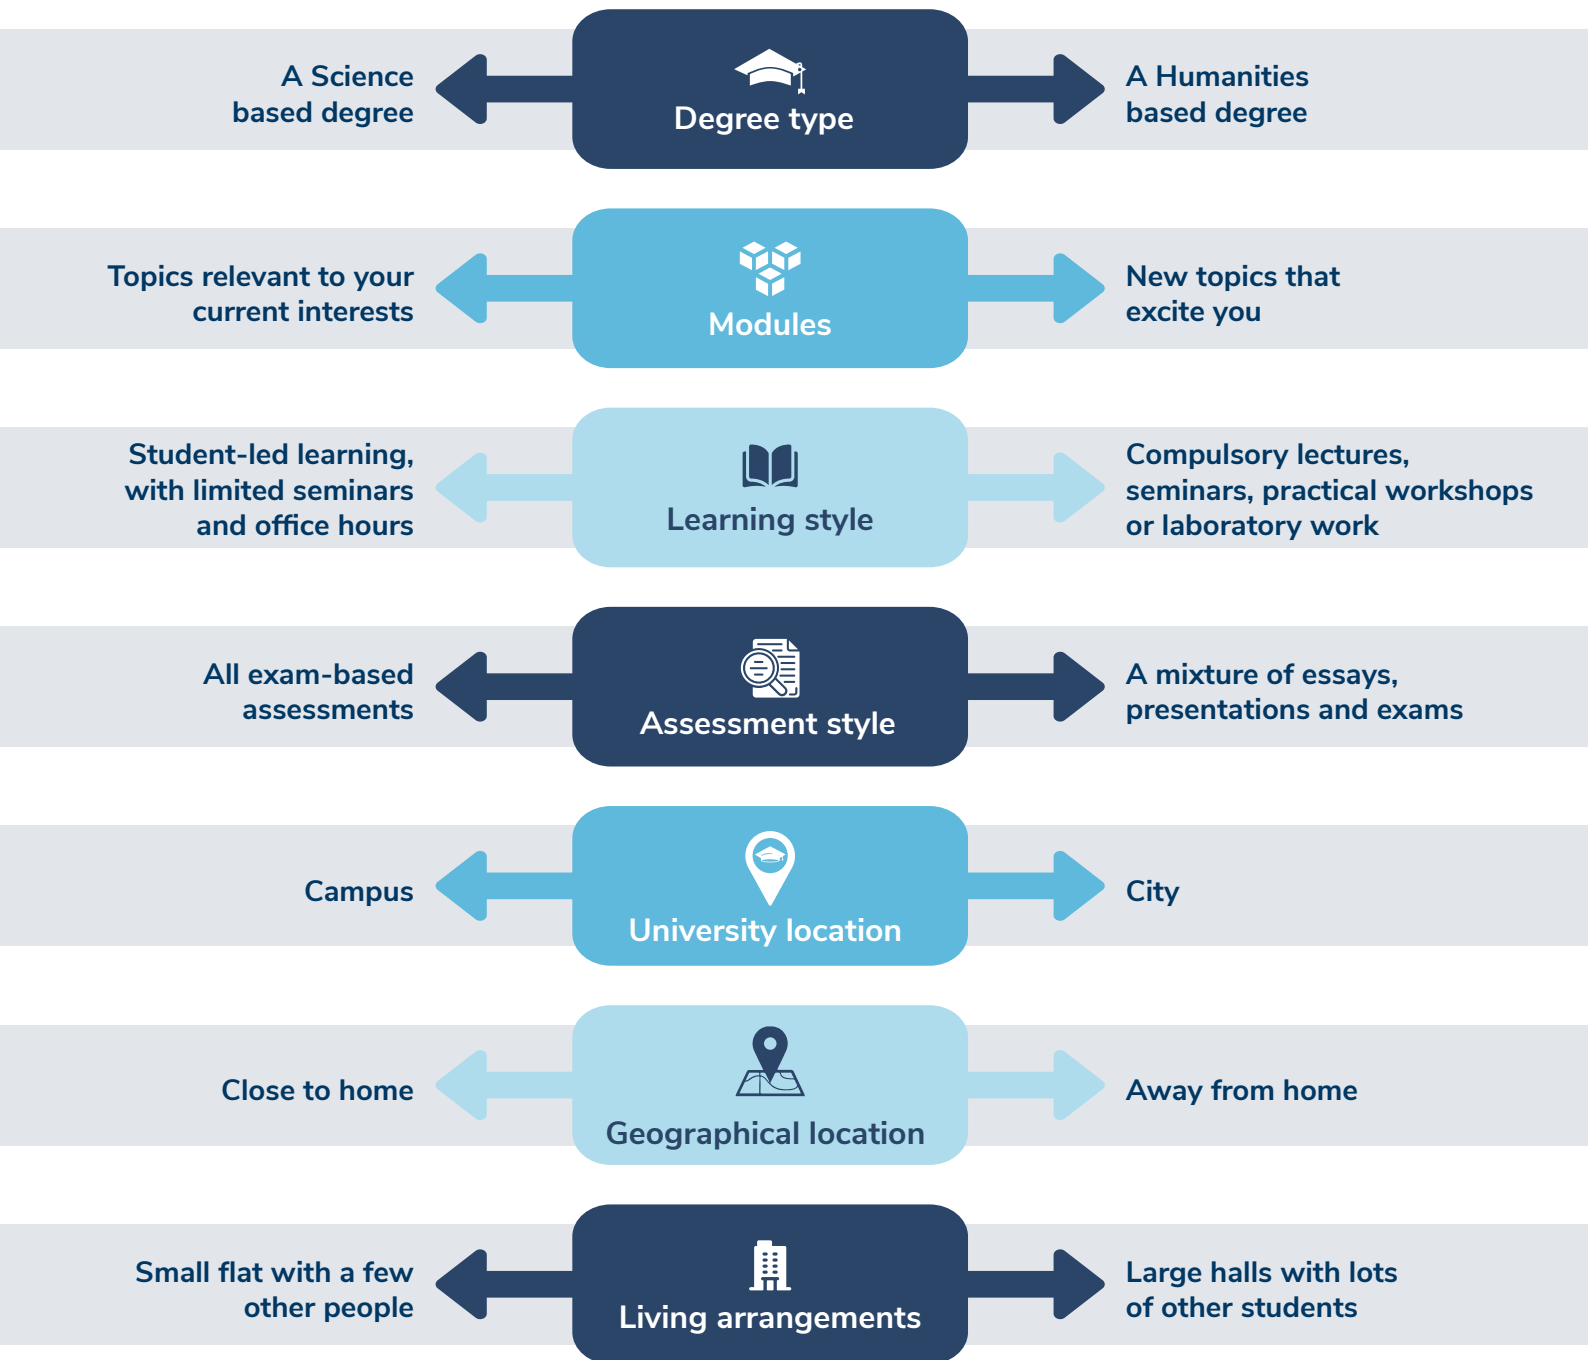 A Science
based degree
Degree type
A Humanities
based degree
Topics relevant to your
current interests
Modules
New topics that
excite you
Student-led learning,
with limited seminars
and office hours
Learning style
Compulsory lectures,
seminars, practical workshops
or laboratory work
All exam-based
assessments
Assessment style
A mixture of essays,
presentations and exams
Campus
University location
City
Close to home
Geographical location
Away from home
Small flat with a few
other people
Living arrangements
Large halls with lots
of other students